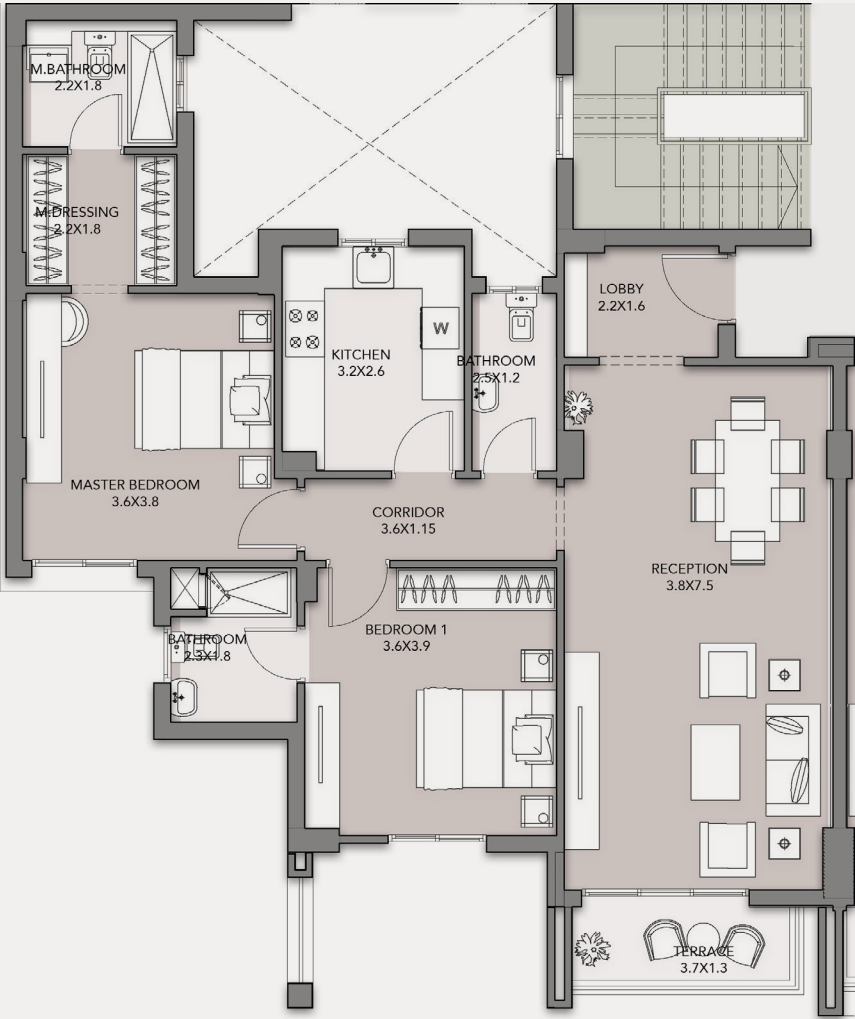 M.BATHROOM
2.2X1.8
M.DRESSING
2.2X1.8
LOBBY
2.2X1.6
KITCHEN
3.2X2.6
W
BATHROOM
2.5X1.2
MASTER BEDROOM
3.6X3.8
CORRIDOR
3.6X1.15
RECEPTION
3.8X7.5
BATHROOM
2.3X1.8
BEDROOM 1
3.6X3.9
TERRACE
3.7X1.3